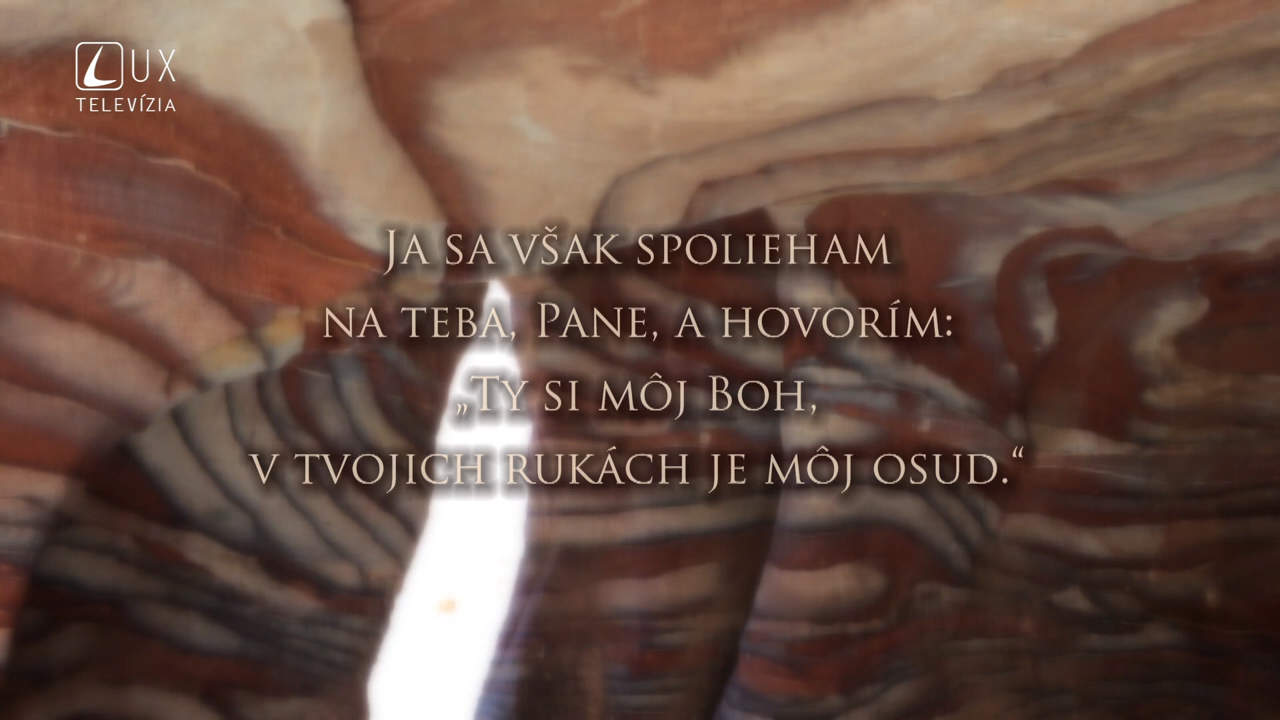 LUX
TELEVÍZIA
Ja sa však spolieham
na teba, Pane, a hovorím:
„Ty si môj Boh,
v tvojich rukách je môj osud.“